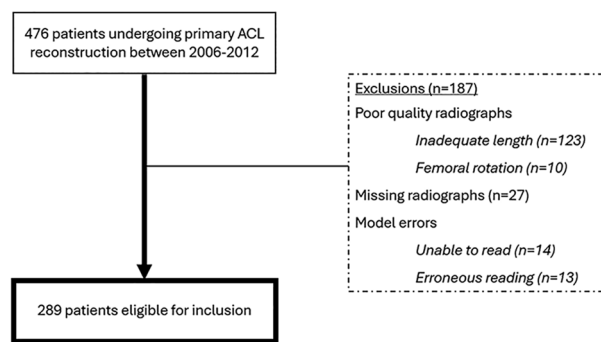 476 patients undergoing primary ACL
reconstruction between 2006-2012
Exclusions (n=187)
Poor quality radiographs
Inadequate length (n=123)
Femoral rotation (n=10)
Missing radiographs (n=27)
Model errors
Unable to read (n=14)
Erroneous reading (n=13)
289 patients eligible for inclusion